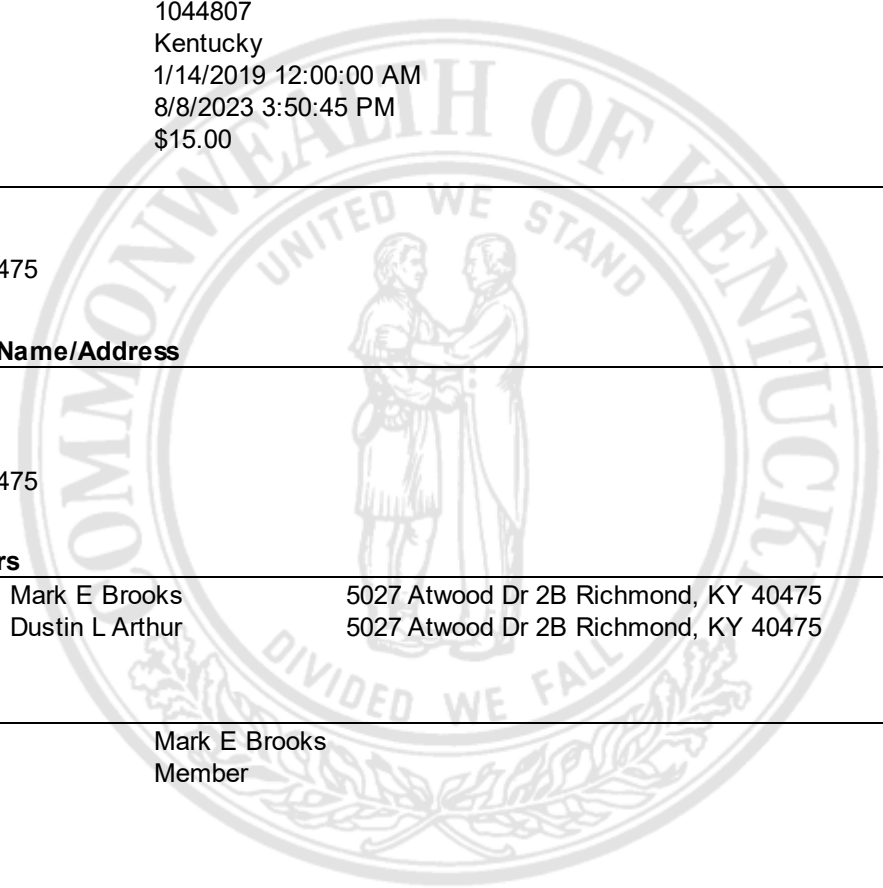 1044807
Kentucky
1/14/2019 12:00:00 AM
8/8/2023 3:50:45 PM
$15.00
475
Name/Address
475
rs
Mark E Brooks 5027 Atwood Dr 2B Richmond, KY 40475
Dustin L Arthur 5027 Atwood Dr 2B Richmond, KY 40475
Mark E Brooks
Member
COMMONWEALTH OF KENTUCKY
UNITED WE STAND
DIVIDED WE FALL